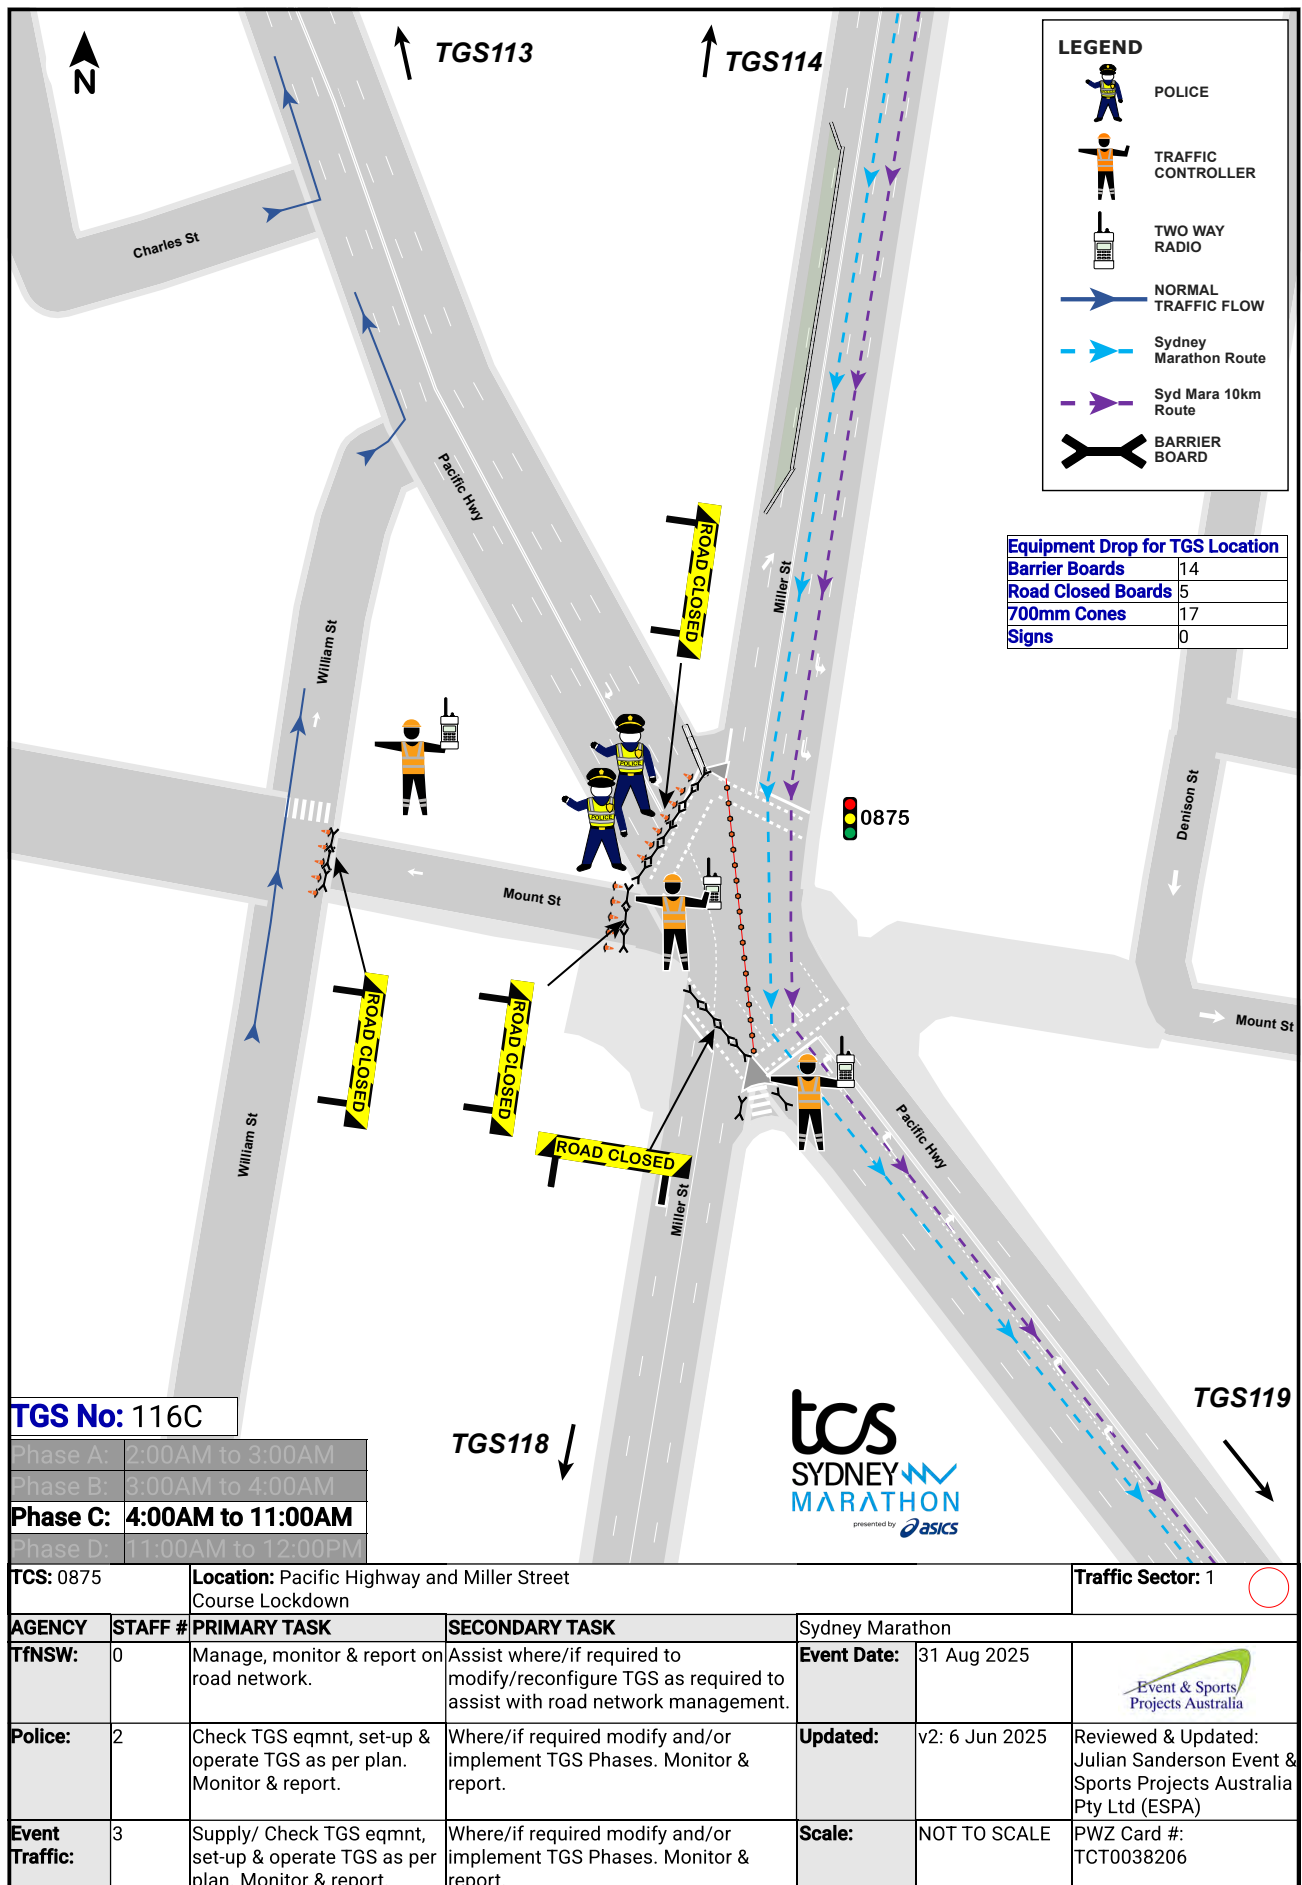 N
TGS113
TGS114
LEGEND
POLICE
TRAFFIC
CONTROLLER
TWO WAY
RADIO
NORMAL
TRAFFIC FLOW
Sydney
Marathon Route
Syd Mara 10km
Route
BARRIER
BOARD
Charles St
Pacific Hwy
ROAD CLOSED
Miller St
Equipment Drop for TGS Location
Barrier Boards 14
Road Closed Boards 5
700mm Cones 17
Signs 0
William St
POLICE
POLICE
0875
Denison St
Mount St
Mount St
ROAD CLOSED
ROAD CLOSED
ROAD CLOSED
William St
Pacific Hwy
Miller St
TGS119
TGS118
tcs
SYDNEY
MARATHON
presented by asics
TGS No: 116C
Phase A: 2:00AM to 3:00AM
Phase B: 3:00AM to 4:00AM
Phase C: 4:00AM to 11:00AM
Phase D: 11:00AM to 12:00PM
TCS: 0875
Location: Pacific Highway and Miller Street
Course Lockdown
Traffic Sector: 1
AGENCY STAFF # PRIMARY TASK SECONDARY TASK
Sydney Marathon
TfNSW: 0
Manage, monitor & report on
road network.
Assist where/if required to
modify/reconfigure TGS as required to
assist with road network management.
Event Date: 31 Aug 2025
Event & Sports
Projects Australia
Police: 2
Check TGS eqmnt, set-up &
operate TGS as per plan.
Monitor & report.
Where/if required modify and/or
implement TGS Phases. Monitor &
report.
Updated: v2: 6 Jun 2025
Reviewed & Updated:
Julian Sanderson Event &
Sports Projects Australia
Pty Ltd (ESPA)
Event
Traffic:
3
Supply/ Check TGS eqmnt,
set-up & operate TGS as per
plan. Monitor & report
Where/if required modify and/or
implement TGS Phases. Monitor &
report
Scale: NOT TO SCALE
PWZ Card #:
TCT0038206